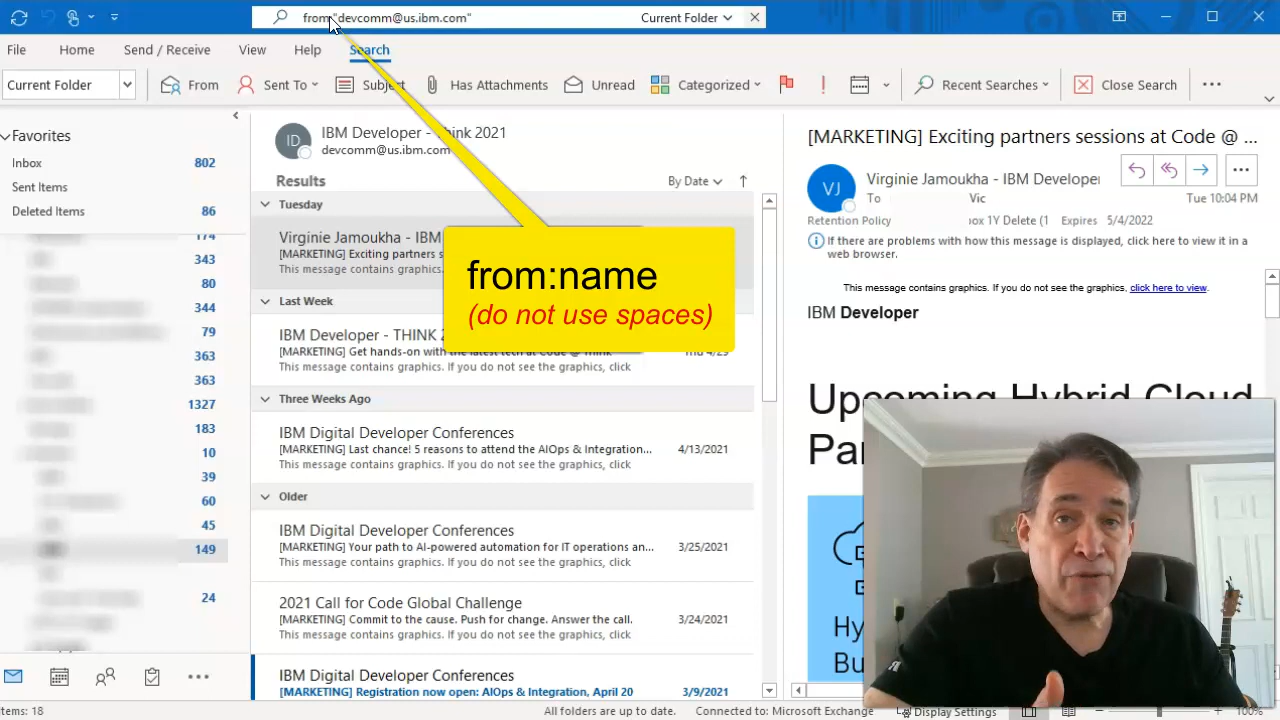 from:"devcomm@us.ibm.com"
Current Folder
File
Home
Send / Receive
View
Help
Search
Current Folder
From
Sent To
Subject
Has Attachments
Unread
Categorized
Recent Searches
Close Search
Favorites
Inbox 802
Sent Items
Deleted Items 86
174
343
80
344
79
363
363
1327
183
10
39
60
45
149
24
ID
IBM Developer - Think 2021
devcomm@us.ibm.com
Results
By Date
Tuesday
Virginie Jamoukha - IBM
[MARKETING] Exciting partners s
This message contains graphics.
Last Week
IBM Developer - THINK
[MARKETING] Get hands-on with the latest tech at Code @ Think
Thu 4/29
This message contains graphics. If you do not see the graphics, click
Three Weeks Ago
IBM Digital Developer Conferences
[MARKETING] Last chance! 5 reasons to attend the AIOps & Integration...
4/13/2021
This message contains graphics. If you do not see the graphics, click
Older
IBM Digital Developer Conferences
[MARKETING] Your path to AI-powered automation for IT operations an...
3/25/2021
This message contains graphics. If you do not see the graphics, click
2021 Call for Code Global Challenge
[MARKETING] Commit to the cause. Push for change. Answer the call.
3/24/2021
This message contains graphics. If you do not see the graphics, click
IBM Digital Developer Conferences
[MARKETING] Registration now open: AIOps & Integration, April 20
3/9/2021
from:name
(do not use spaces)
[MARKETING] Exciting partners sessions at Code @ ...
VJ
Virginie Jamoukha - IBM Developer
To Vic
Tue 10:04 PM
Retention Policy
box 1Y Delete (1
Expires 5/4/2022
If there are problems with how this message is displayed, click here to view it in a
web browser.
This message contains graphics. If you do not see the graphics, click here to view.
IBM Developer
Upcoming Hybrid Cloud
Par
Hy
Bu
Items: 18
All folders are up to date.
Connected to: Microsoft Exchange
Display Settings
100%